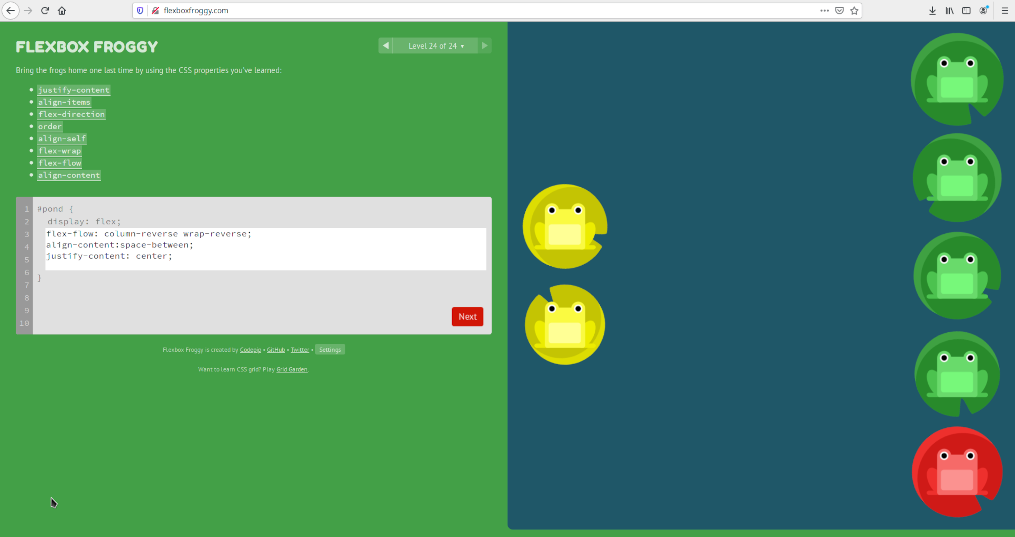 flexboxfroggy.com
FLEXBOX FROGGY
Level 24 of 24 ▾
Bring the frogs home one last time by using the CSS properties you've learned:
justify-content
align-items
flex-direction
order
align-self
flex-wrap
flex-flow
align-content
1 #pond {
2 display: flex;
3 flex-flow: column-reverse wrap-reverse;
4 align-content:space-between;
5 justify-content: center;
6
7 }
8
9
10
Next
Flexbox Froggy is created by Codepip • GitHub • Twitter • Settings
Want to learn CSS grid? Play Grid Garden.